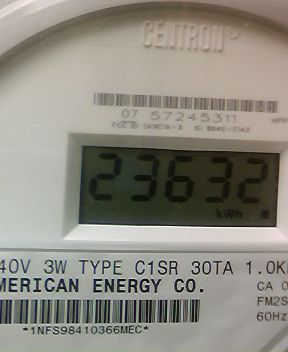 CENTRON®
07 57245311
23632
kWh
40V 3W TYPE C1SR 30TA 1.0K
MERICAN ENERGY CO.
CA 0
FM2S
60Hz
*1NFS98410366MEC*